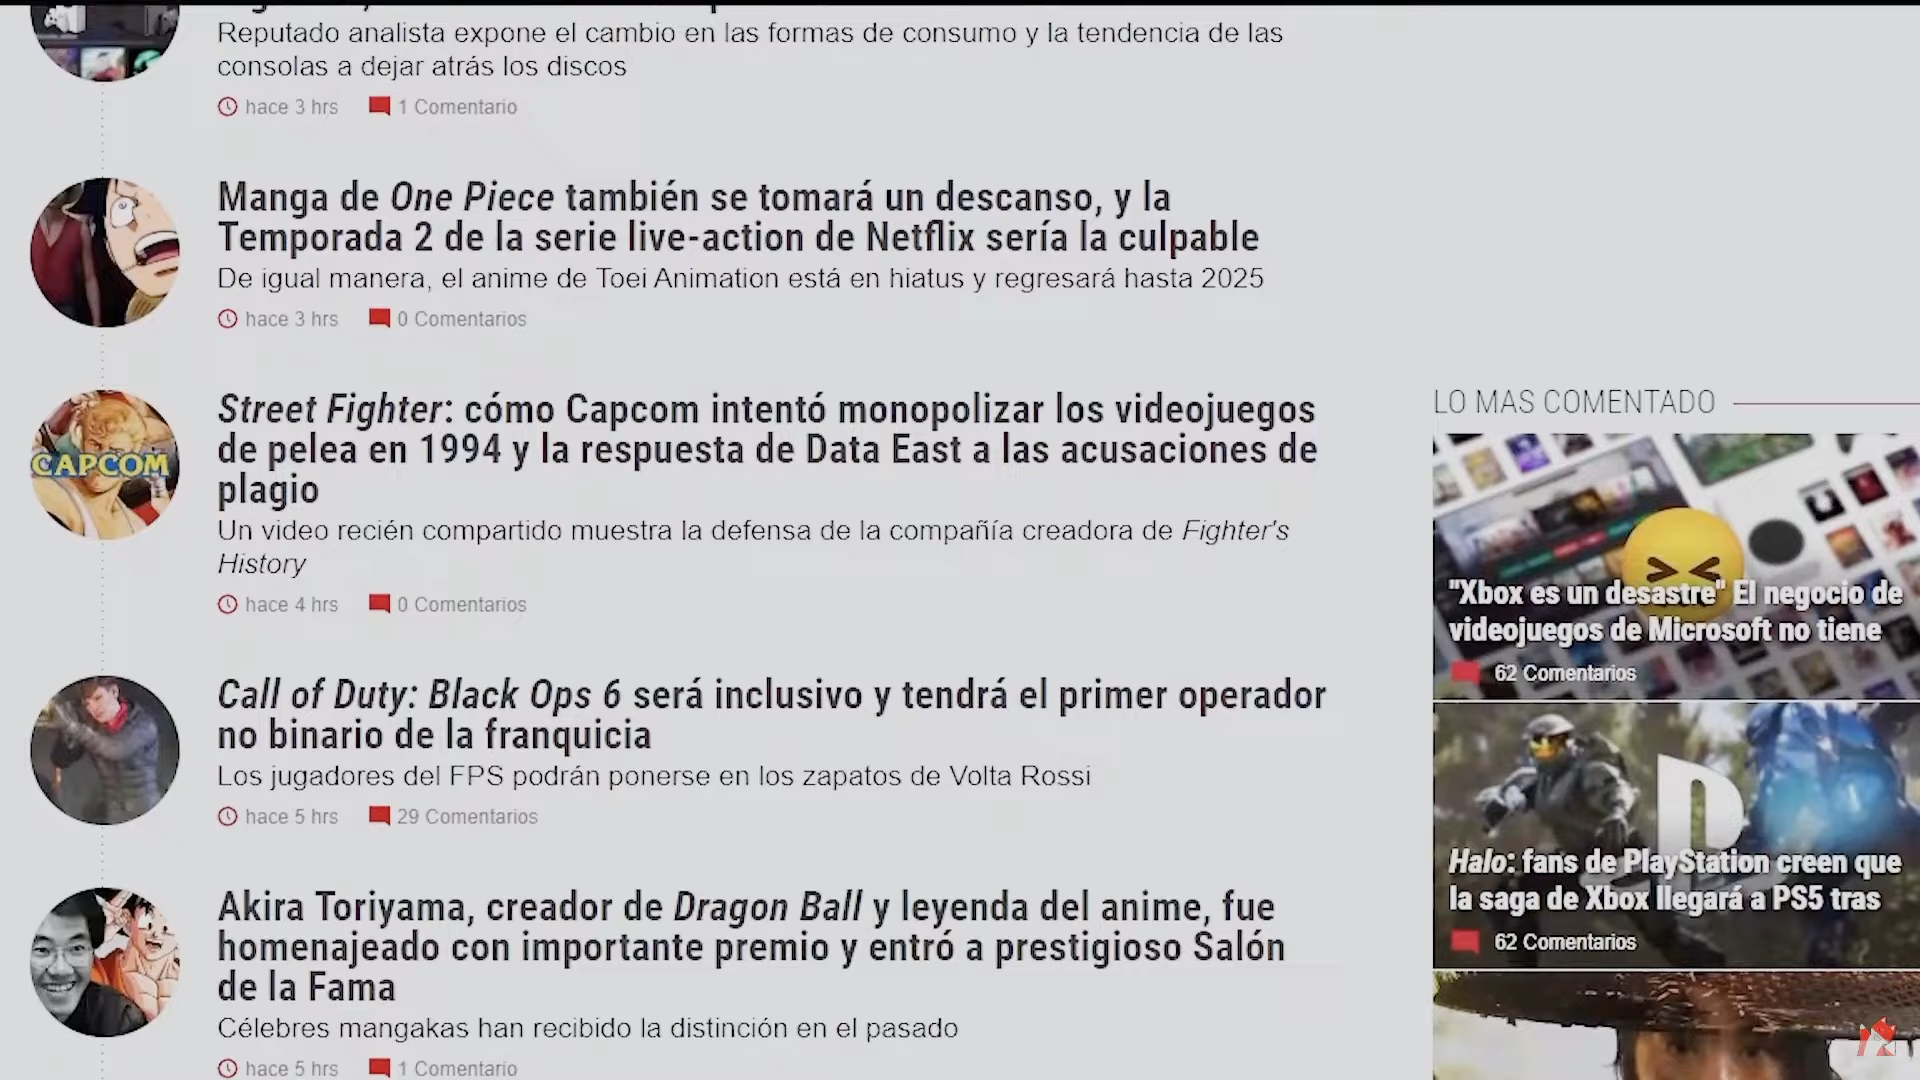 Reputado analista expone el cambio en las formas de consumo y la tendencia de las
consolas a dejar atrás los discos
hace 3 hrs 1 Comentario
Manga de One Piece también se tomará un descanso, y la
Temporada 2 de la serie live-action de Netflix sería la culpable
De igual manera, el anime de Toei Animation está en hiatus y regresará hasta 2025
hace 3 hrs 0 Comentarios
CAPCOM
Street Fighter: cómo Capcom intentó monopolizar los videojuegos
de pelea en 1994 y la respuesta de Data East a las acusaciones de
plagio
Un video recién compartido muestra la defensa de la compañía creadora de Fighter's
History
hace 4 hrs 0 Comentarios
Call of Duty: Black Ops 6 será inclusivo y tendrá el primer operador
no binario de la franquicia
Los jugadores del FPS podrán ponerse en los zapatos de Volta Rossi
hace 5 hrs 29 Comentarios
Akira Toriyama, creador de Dragon Ball y leyenda del anime, fue
homenajeado con importante premio y entró a prestigioso Salón
de la Fama
Célebres mangakas han recibido la distinción en el pasado
hace 5 hrs 1 Comentario
LO MAS COMENTADO
"Xbox es un desastre" El negocio de
videojuegos de Microsoft no tiene
62 Comentarios
Halo: fans de PlayStation creen que
la saga de Xbox llegará a PS5 tras
62 Comentarios